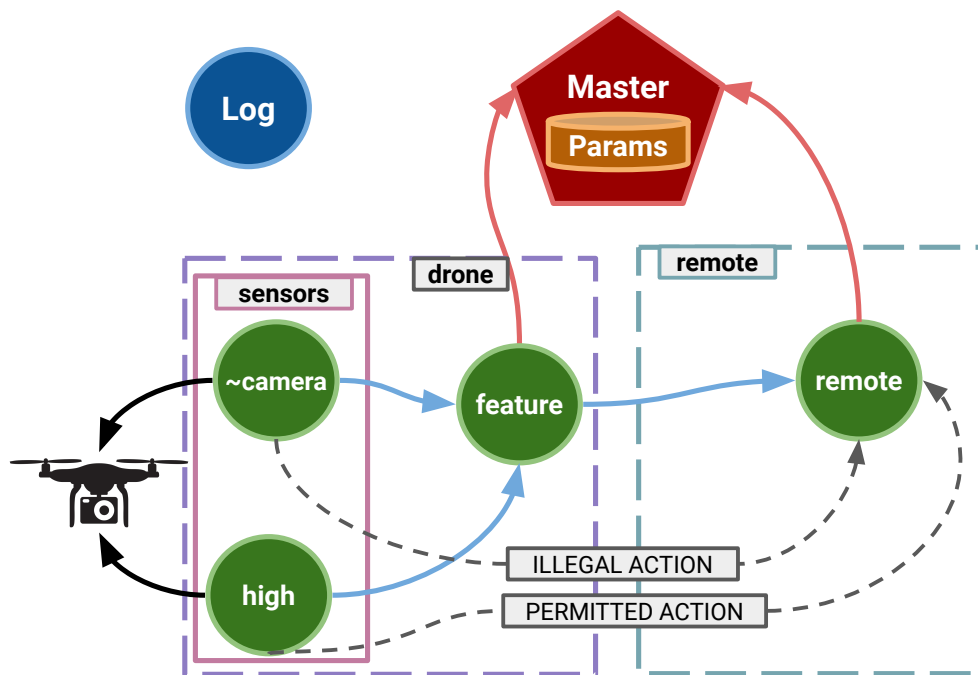 Log
Master
Params
drone
remote
sensors
~camera
feature
remote
high
ILLEGAL ACTION
PERMITTED ACTION